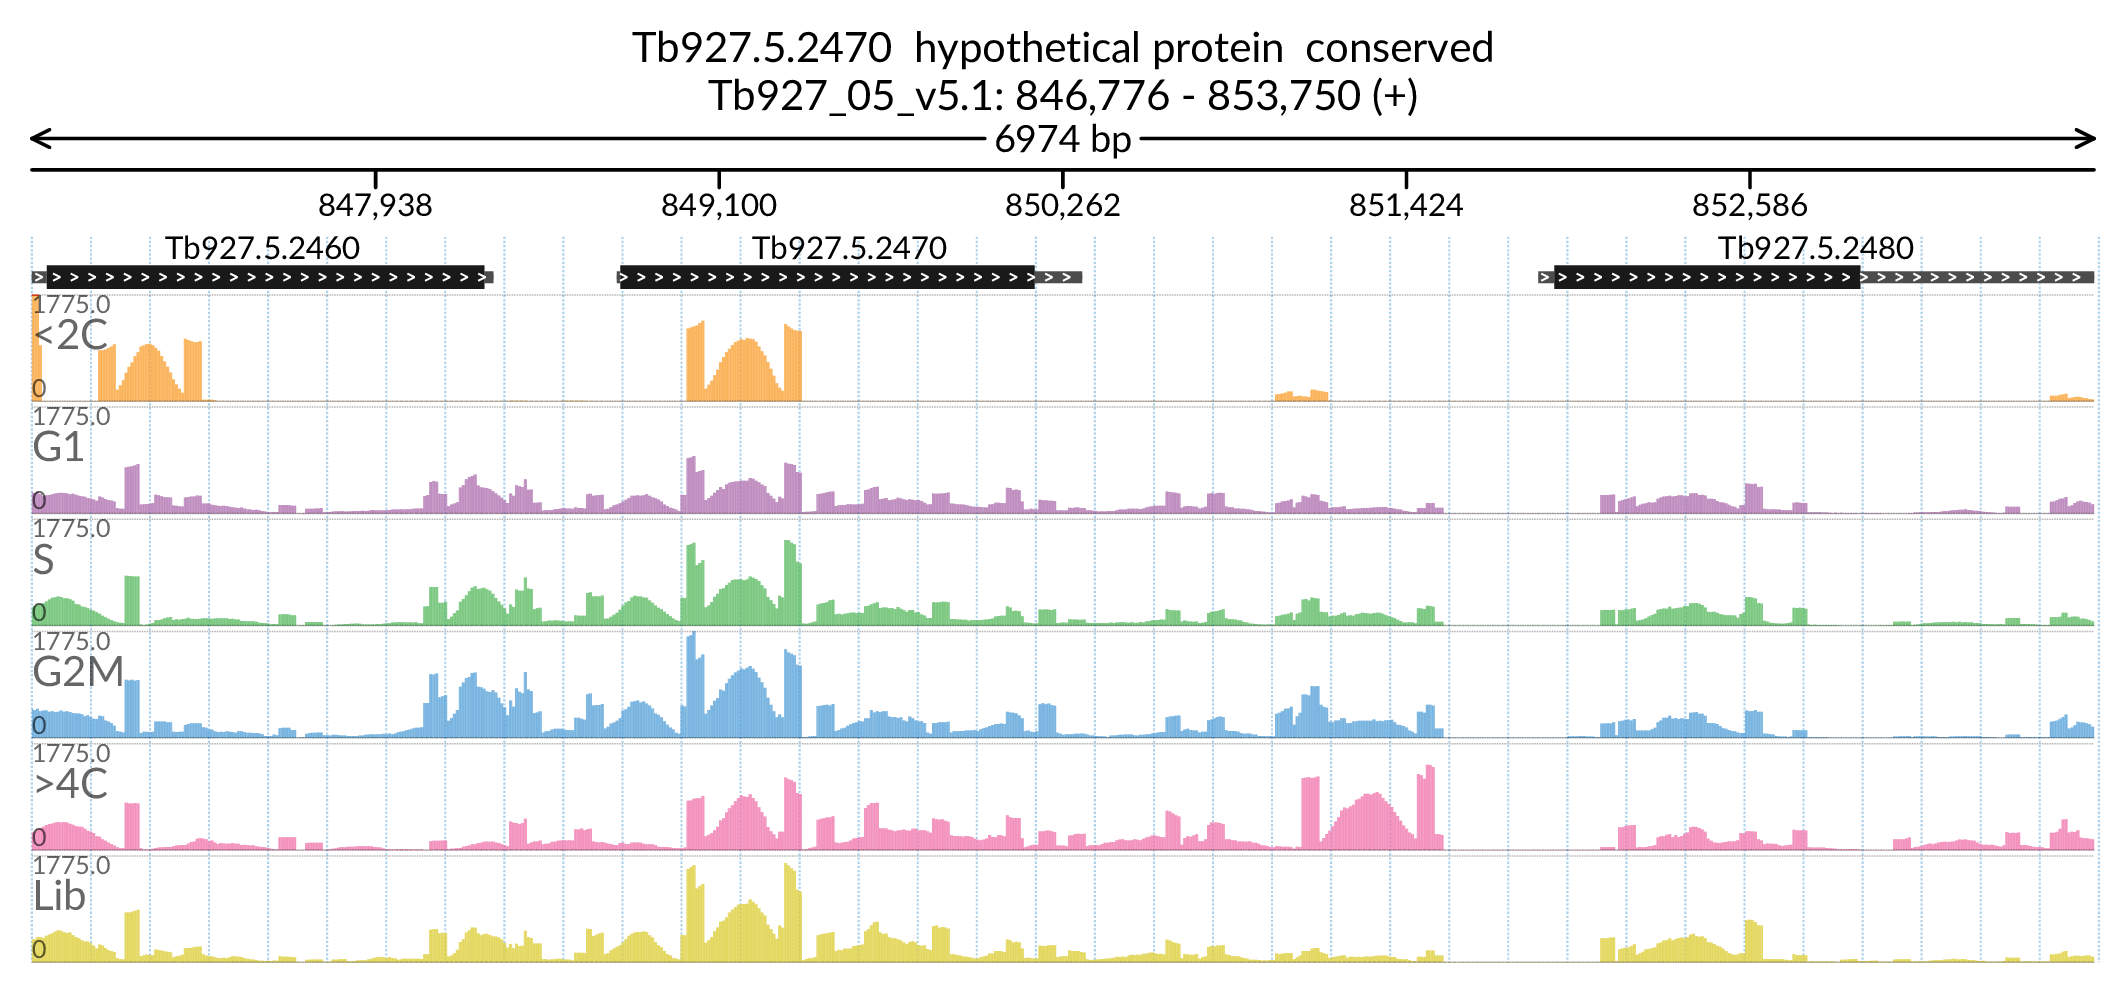 Tb927.5.2470  hypothetical protein  conserved
Tb927_05_v5.1: 846,776 - 853,750 (+)
6974 bp
847,938 849,100 850,262 851,424 852,586
Tb927.5.2460 Tb927.5.2470 Tb927.5.2480
1775.0
<2C
0
1775.0
G1
0
1775.0
S
0
1775.0
G2M
0
1775.0
>4C
0
1775.0
Lib
0